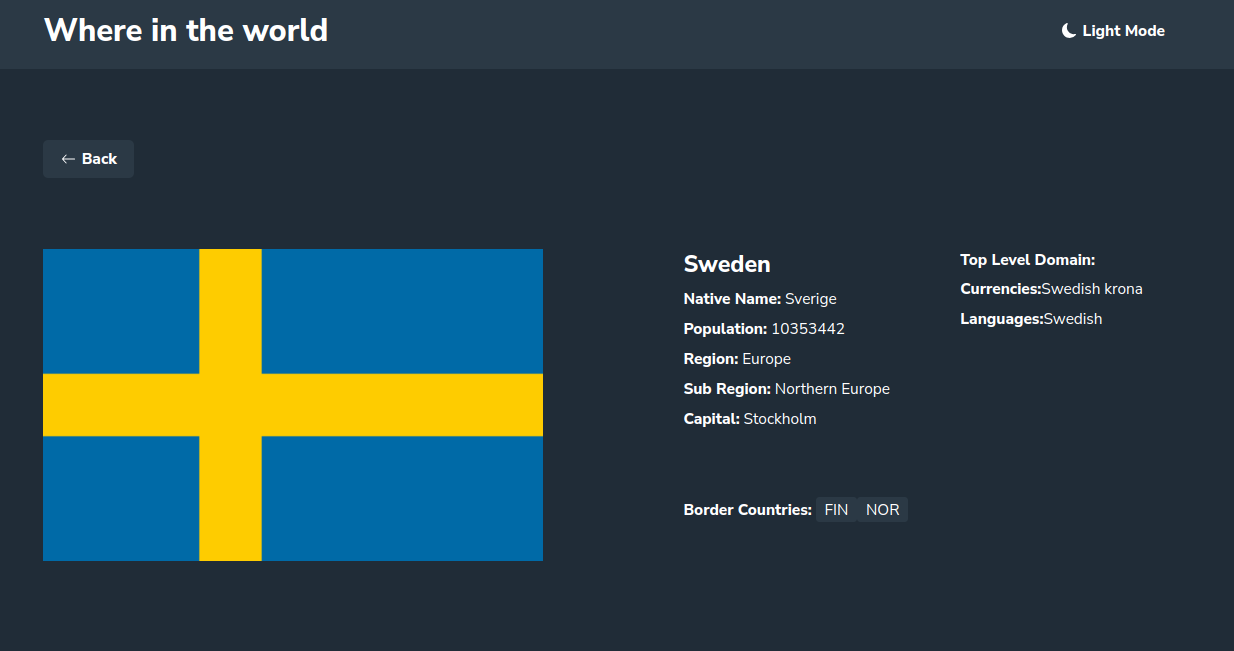 Where in the world
Light Mode
← Back
Sweden
Native Name: Sverige
Population: 10353442
Region: Europe
Sub Region: Northern Europe
Capital: Stockholm
Top Level Domain:
Currencies:Swedish krona
Languages:Swedish
Border Countries: FIN NOR